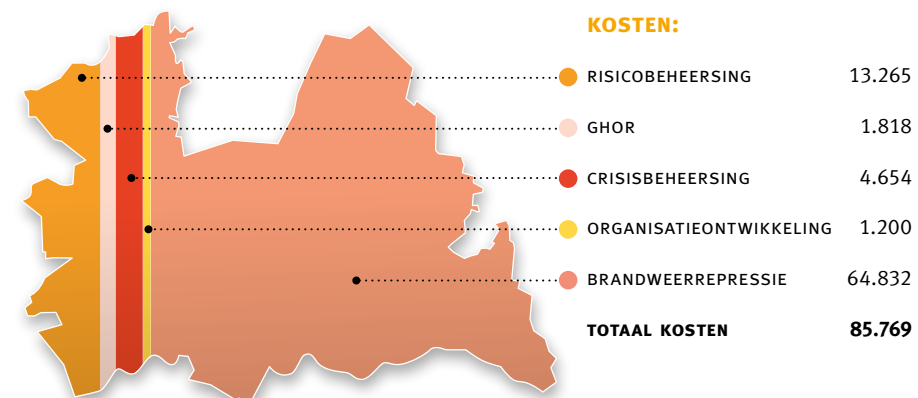 KOSTEN:
RISICOBEHEERSING 13.265
GHOR 1.818
CRISISBEHEERSING 4.654
ORGANISATIEONTWIKKELING 1.200
BRANDWEERREPRESSIE 64.832
TOTAAL KOSTEN 85.769